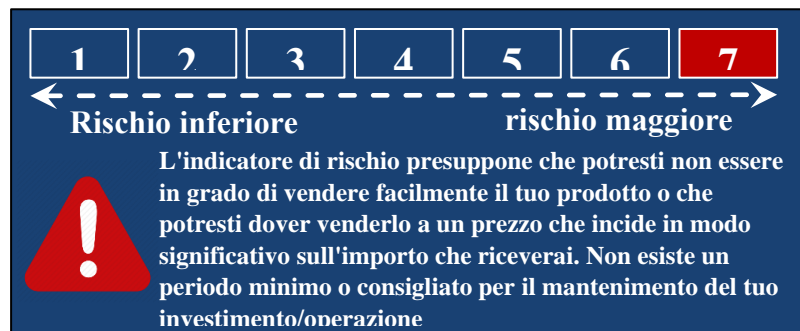 1 2 3 4 5 6 7
Rischio inferiore rischio maggiore
L'indicatore di rischio presuppone che potresti non essere
in grado di vendere facilmente il tuo prodotto o che
potresti dover venderlo a un prezzo che incide in modo
significativo sull'importo che riceverai. Non esiste un
periodo minimo o consigliato per il mantenimento del tuo
investimento/operazione